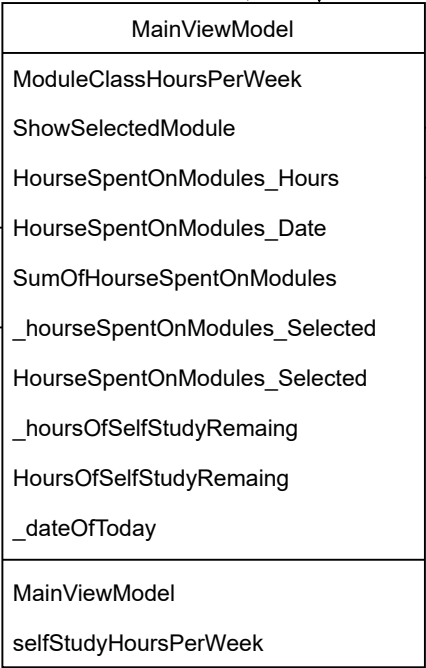 MainViewModel
ModuleClassHoursPerWeek
ShowSelectedModule
HourseSpentOnModules_Hours
HourseSpentOnModules_Date
SumOfHourseSpentOnModules
_hourseSpentOnModules_Selected
HourseSpentOnModules_Selected
_hoursOfSelfStudyRemaing
HoursOfSelfStudyRemaing
_dateOfToday
MainViewModel
selfStudyHoursPerWeek